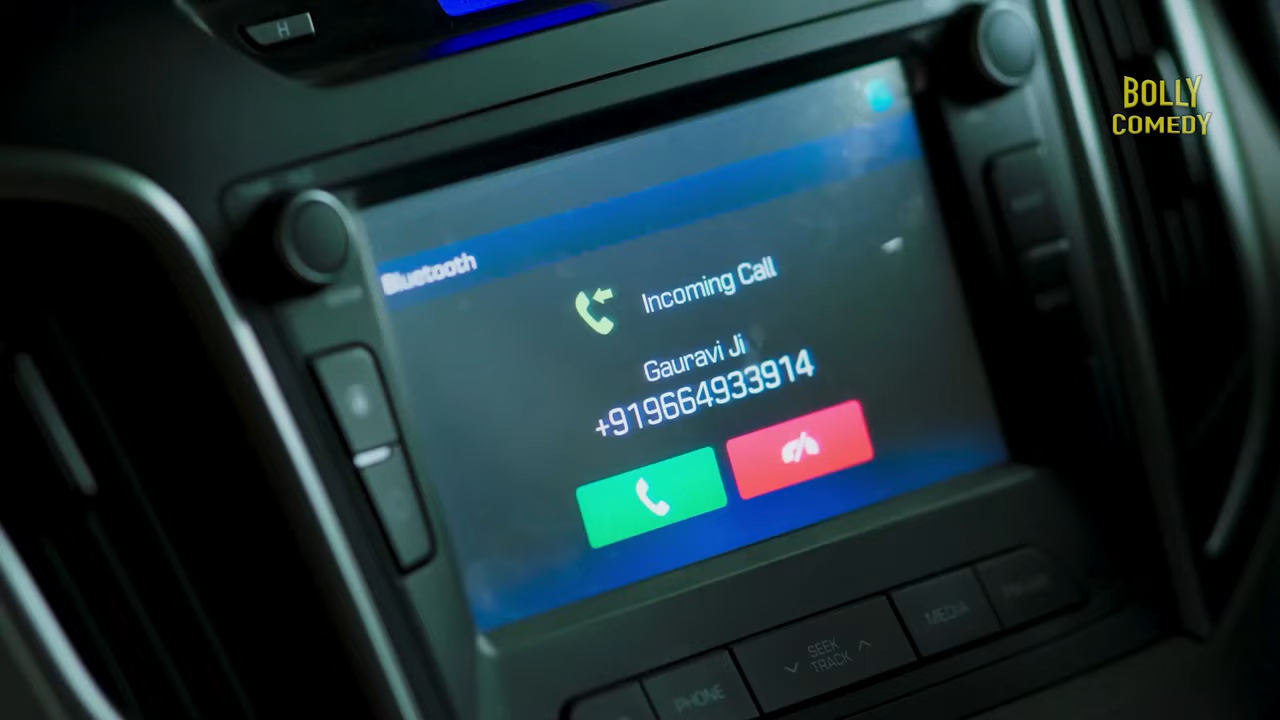 H
BOLLY
COMEDY
Bluetooth
Incoming Call
Gauravi Ji
+919664933914
SEEK
TRACK
MEDIA
PHONE